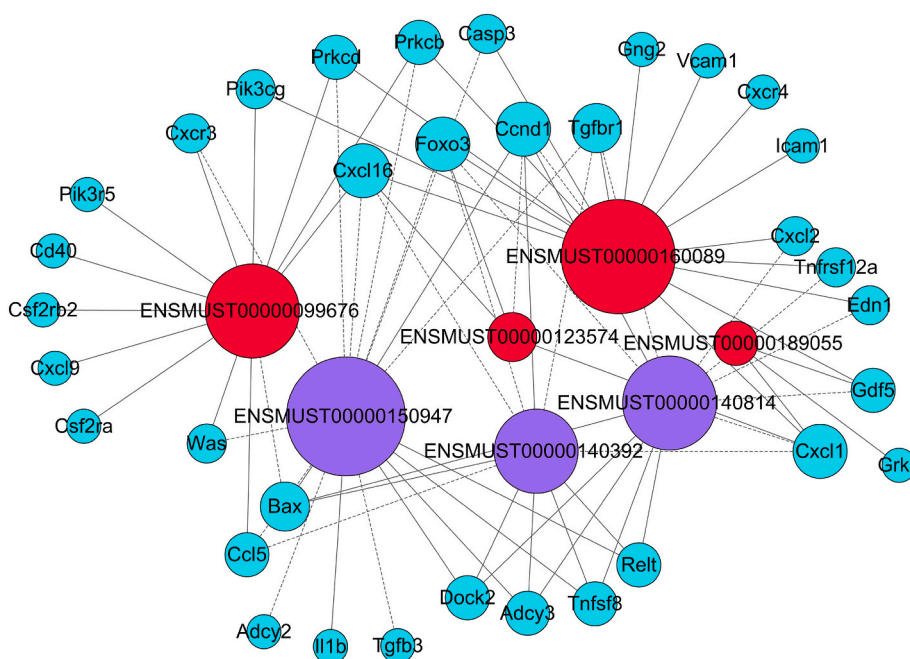 Casp3
Prkcb
Prkcd
Gng2
Vcam1
Pik3cg
Cxcr4
Cxcr3
Ccnd1
Tgfbr1
Foxo3
Icam1
Cxcl16
Pik3r5
Cxcl2
Cd40
ENSMUST00000160089
Tnfrsf12a
Csf2rb2
ENSMUST00000099676
Edn1
ENSMUST00000123574
ENSMUST00000189055
Cxcl9
Gdf5
ENSMUST00000140814
ENSMUST00000150947
Csf2ra
Was
ENSMUST00000140392
Cxcl1
Grk
Bax
Ccl5
Relt
Dock2
Tnfsf8
Adcy3
Adcy2
Il1b
Tgfb3